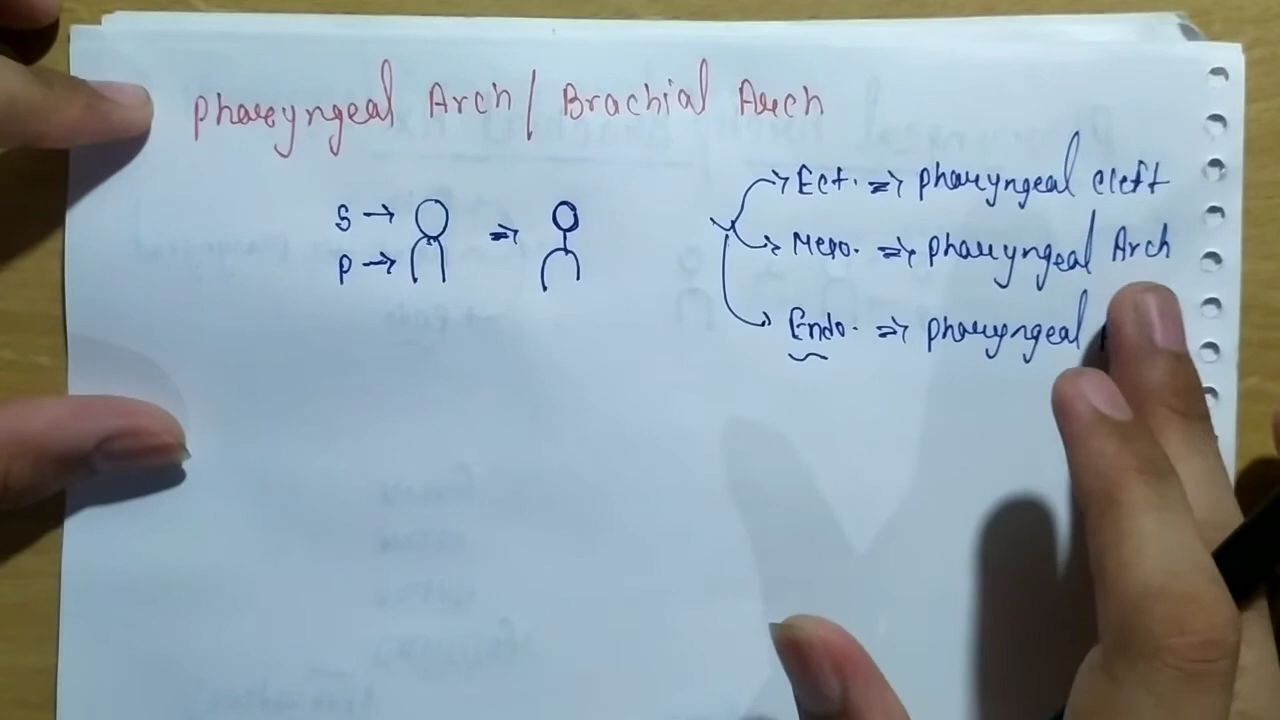 Pharyngeal Arch / Brachial Arch
S →
P →
⇒
Ect. ⇒ pharyngeal cleft
Meso. ⇒ pharyngeal Arch
Endo. ⇒ pharyngeal